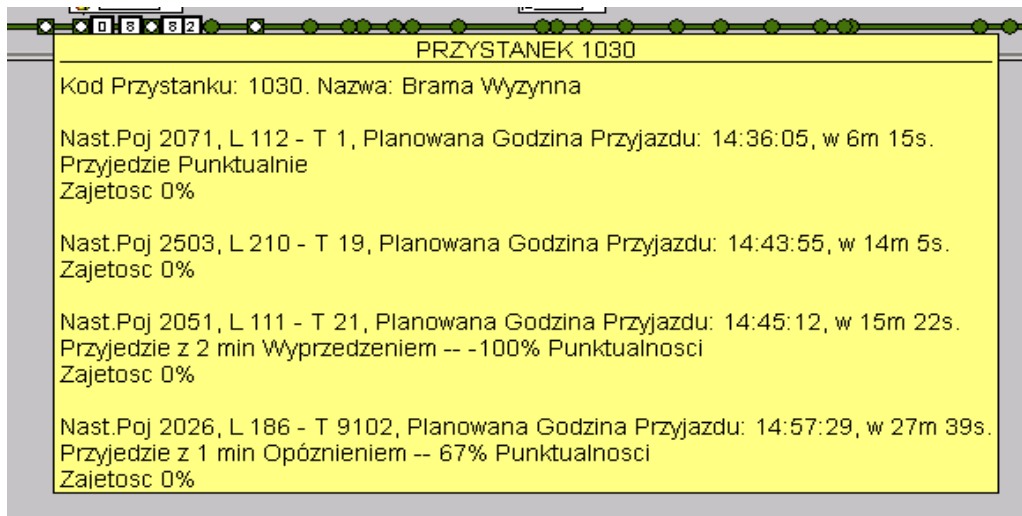 0 8 8 2
PRZYSTANEK 1030
Kod Przystanku: 1030. Nazwa: Brama Wyzynna
Nast.Poj 2071, L 112 - T 1, Planowana Godzina Przyjazdu: 14:36:05, w 6m 15s.
Przyjedzie Punktualnie
Zajetosc 0%
Nast.Poj 2503, L 210 - T 19, Planowana Godzina Przyjazdu: 14:43:55, w 14m 5s.
Zajetosc 0%
Nast.Poj 2051, L 111 - T 21, Planowana Godzina Przyjazdu: 14:45:12, w 15m 22s.
Przyjedzie z 2 min Wyprzedzeniem -- -100% Punktualnosci
Zajetosc 0%
Nast.Poj 2026, L 186 - T 9102, Planowana Godzina Przyjazdu: 14:57:29, w 27m 39s.
Przyjedzie z 1 min Opóznieniem -- 67% Punktualnosci
Zajetosc 0%